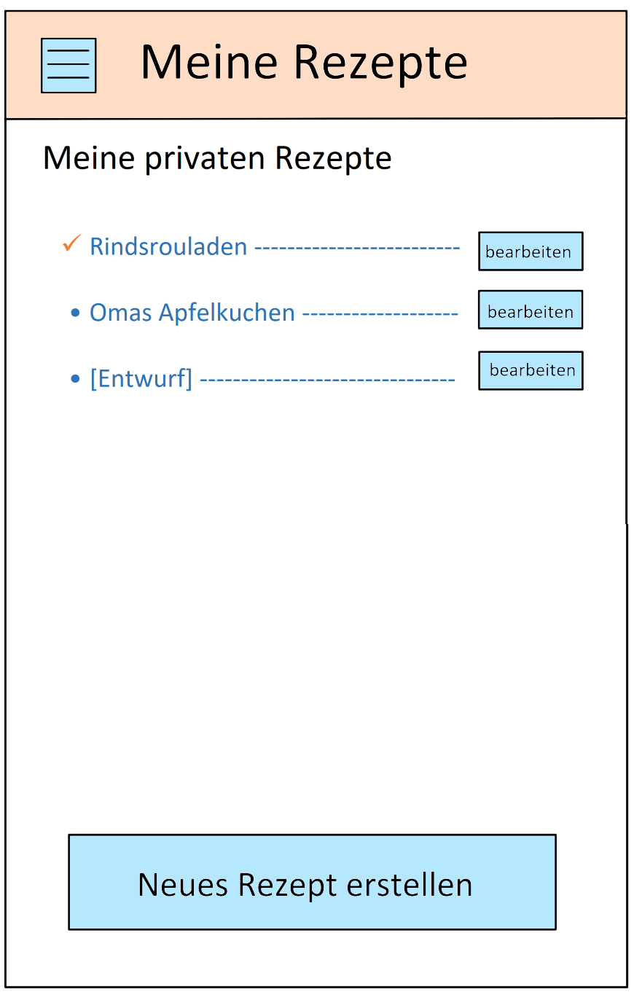 Meine Rezepte
Meine privaten Rezepte
✓ Rindsrouladen ------------------------- bearbeiten
• Omas Apfelkuchen ------------------- bearbeiten
• [Entwurf] ------------------------------- bearbeiten
Neues Rezept erstellen